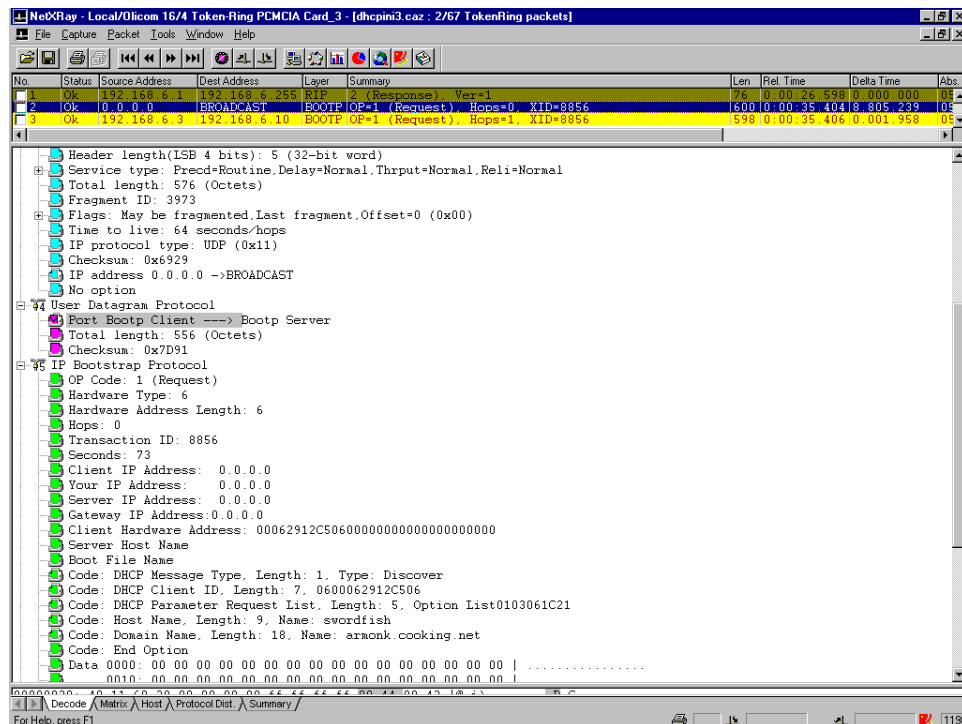 NetXRay - Local/Olicom 16/4 Token-Ring PCMCIA Card_3 - [dhcpini3.caz : 2/67 TokenRing packets]
File Capture Packet Tools Window Help
No. Status Source Address Dest Address Layer Summary Len Rel. Time Delta Time Abs.
1 Ok 192.168.6.1 192.168.6.255 RIP 2 (Response), Ver=1 76 0:00:26.598 0.000.000 05
2 Ok 0.0.0.0 BROADCAST BOOTP OP=1 (Request), Hops=0, XID=8856 600 0:00:35.404 8.805.239 05
3 Ok 192.168.6.3 192.168.6.10 BOOTP OP=1 (Request), Hops=1, XID=8856 598 0:00:35.406 0.001.958 05
Header length(LSB 4 bits): 5 (32-bit word)
Service type: Precd=Routine,Delay=Normal,Thrput=Normal,Reli=Normal
Total length: 576 (Octets)
Fragment ID: 3973
Flags: May be fragmented,Last fragment,Offset=0 (0x00)
Time to live: 64 seconds/hops
IP protocol type: UDP (0x11)
Checksum: 0x6929
IP address 0.0.0.0 ->BROADCAST
No option
4 User Datagram Protocol
Port Bootp Client ---> Bootp Server
Total length: 556 (Octets)
Checksum: 0x7D91
5 IP Bootstrap Protocol
OP Code: 1 (Request)
Hardware Type: 6
Hardware Address Length: 6
Hops: 0
Transaction ID: 8856
Seconds: 73
Client IP Address: 0.0.0.0
Your IP Address: 0.0.0.0
Server IP Address: 0.0.0.0
Gateway IP Address:0.0.0.0
Client Hardware Address: 00062912C50600000000000000000000
Server Host Name
Boot File Name
Code: DHCP Message Type, Length: 1, Type: Discover
Code: DHCP Client ID, Length: 7, 0600062912C506
Code: DHCP Parameter Request List, Length: 5, Option List0103061C21
Code: Host Name, Length: 9, Name: swordfish
Code: Domain Name, Length: 18, Name: armonk.cooking.net
Code: End Option
Data 0000: 00 00 00 00 00 00 00 00 00 00 00 00 00 00 00 00 | ................
0010: 00 00 00 00 00 00 00 00 00 00 00 00 00 00 00 00 |
Decode Matrix Host Protocol Dist. Summary
For Help, press F1 119